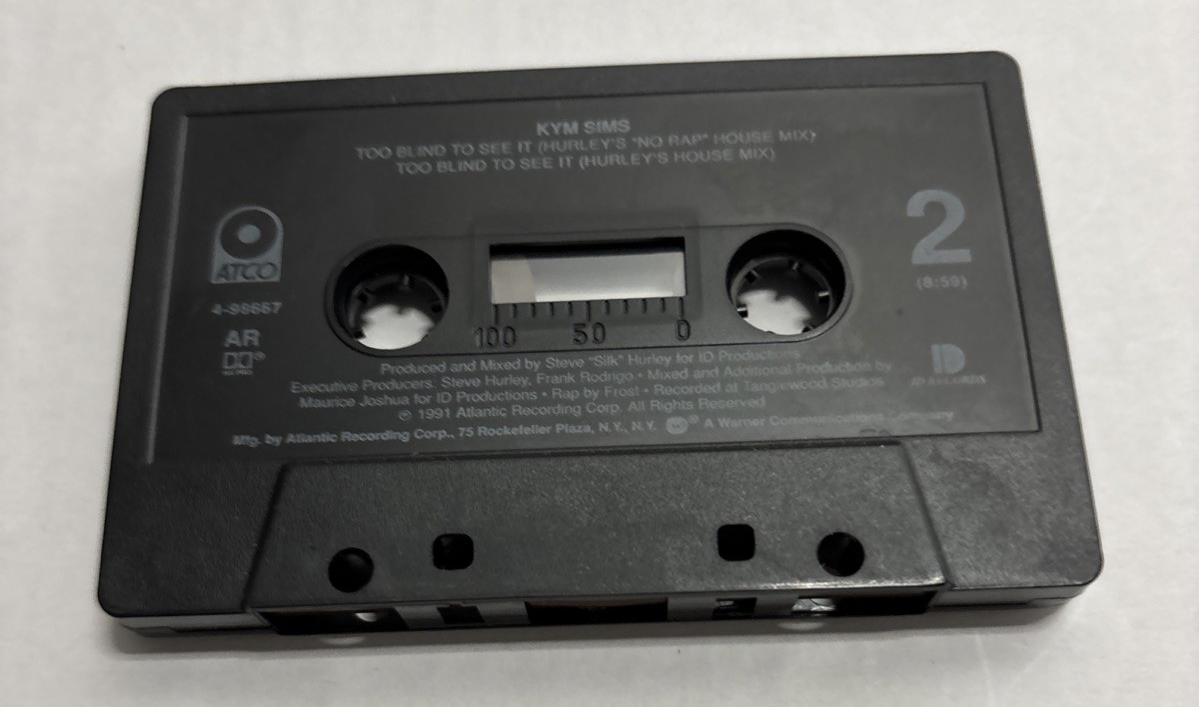 KYM SIMS
TOO BLIND TO SEE IT (HURLEY'S "NO RAP" HOUSE MIX)
TOO BLIND TO SEE IT (HURLEY'S HOUSE MIX)
ATCO
2
(8:59)
4-98667
AR
100 50 0
Produced and Mixed by Steve "Silk" Hurley for ID Productions
Executive Producers: Steve Hurley, Frank Rodrigo • Mixed and Additional Production by
Maurice Joshua for ID Productions • Rap by Frost • Recorded at Tanglewood Studios
℗ 1991 Atlantic Recording Corp. All Rights Reserved
Mfg. by Atlantic Recording Corp., 75 Rockefeller Plaza, N.Y., N.Y. ® A Warner Communications Company
ID
ID RECORDS